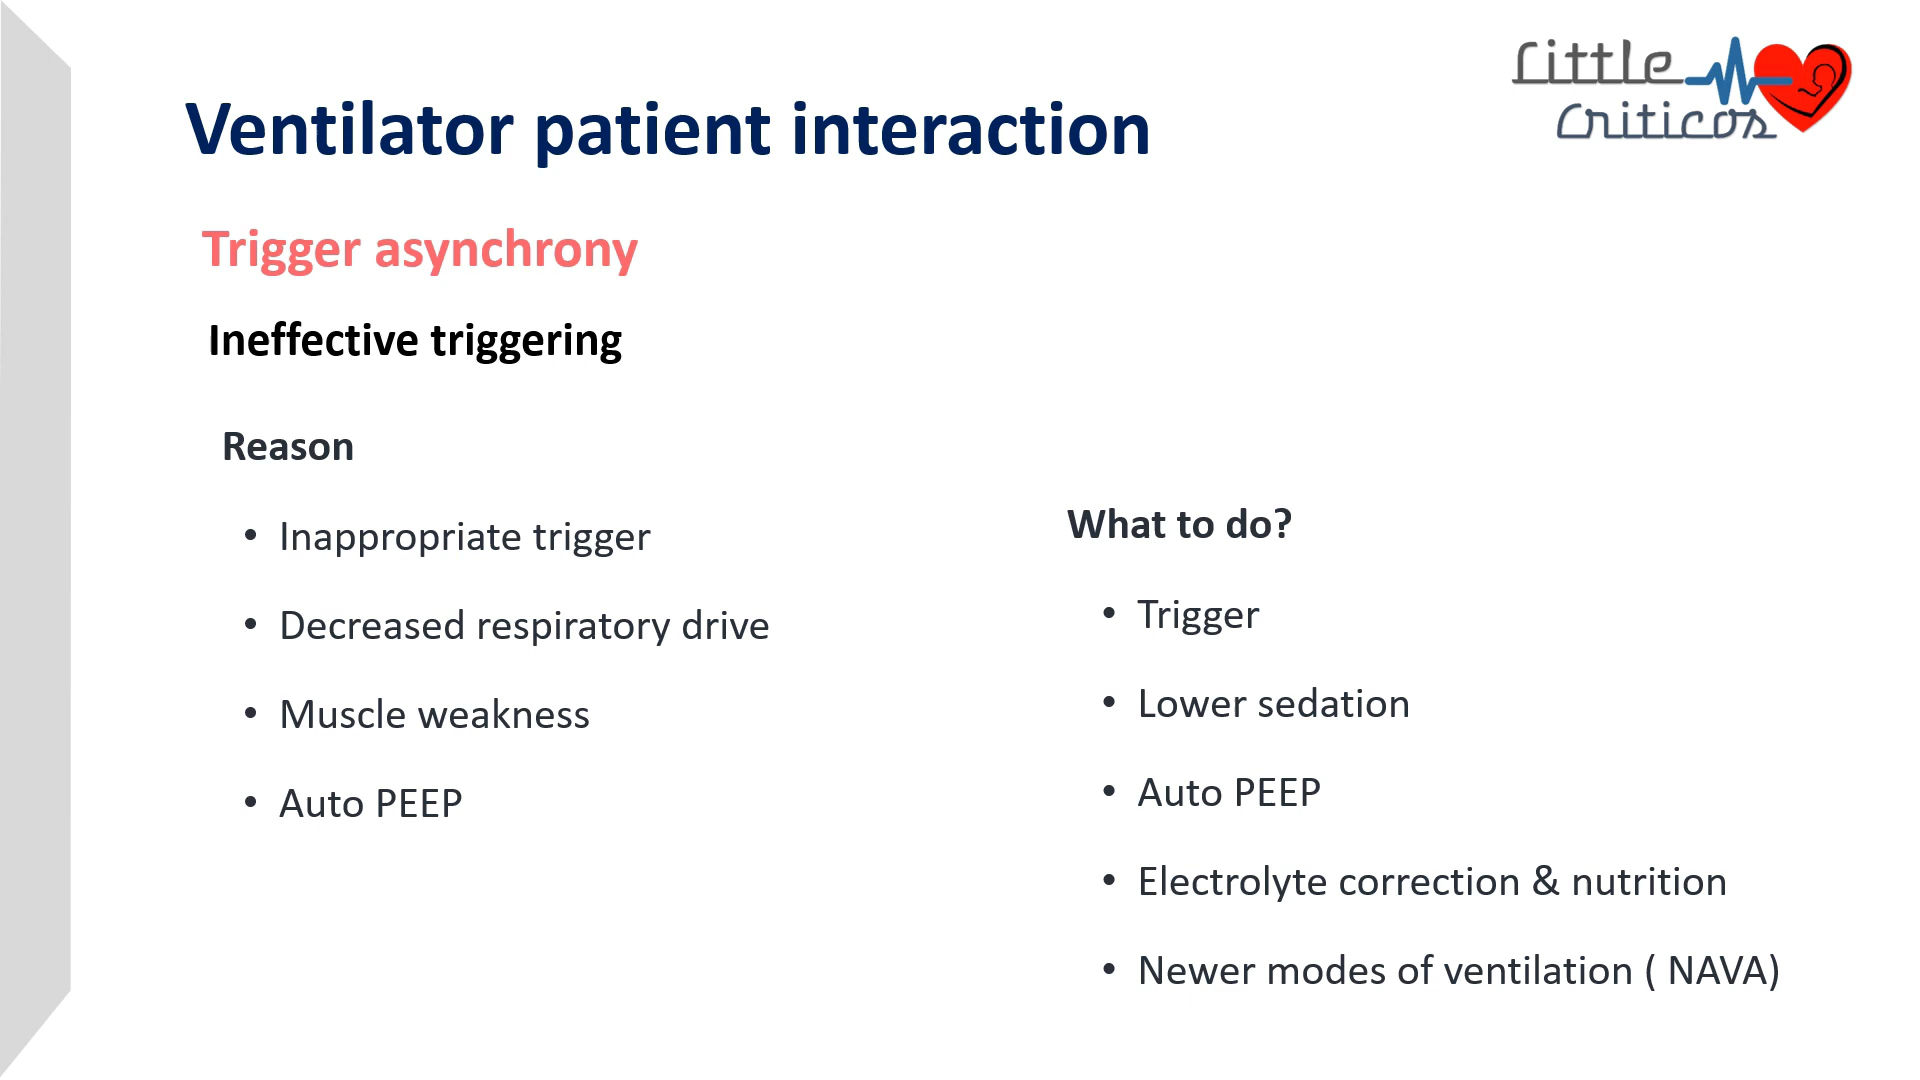 Little
Criticos
Ventilator patient interaction
Trigger asynchrony
Ineffective triggering
Reason
• Inappropriate trigger
• Decreased respiratory drive
• Muscle weakness
• Auto PEEP
What to do?
• Trigger
• Lower sedation
• Auto PEEP
• Electrolyte correction & nutrition
• Newer modes of ventilation ( NAVA)